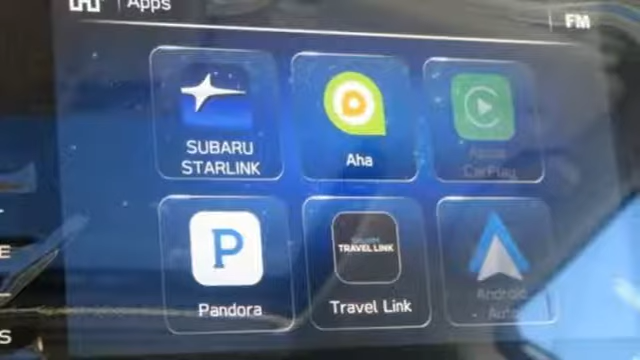 Apps
FM
SUBARU
STARLINK
Aha
Apple
CarPlay
P
Pandora
TRAVEL LINK
Travel Link
Android
Auto
E
S